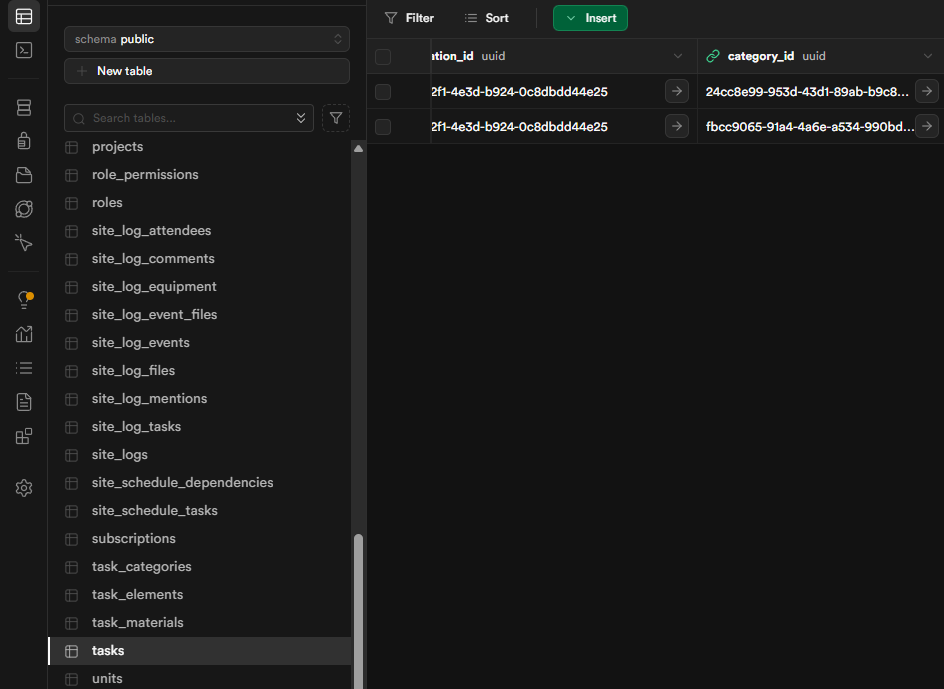 schema public
New table
Search tables...
projects
role_permissions
roles
site_log_attendees
site_log_comments
site_log_equipment
site_log_event_files
site_log_events
site_log_files
site_log_mentions
site_log_tasks
site_logs
site_schedule_dependencies
site_schedule_tasks
subscriptions
task_categories
task_elements
task_materials
tasks
units
Filter Sort Insert
tion_id uuid category_id uuid
2f1-4e3d-b924-0c8dbdd44e25 24cc8e99-953d-43d1-89ab-b9c8...
2f1-4e3d-b924-0c8dbdd44e25 fbcc9065-91a4-4a6e-a534-990bd...